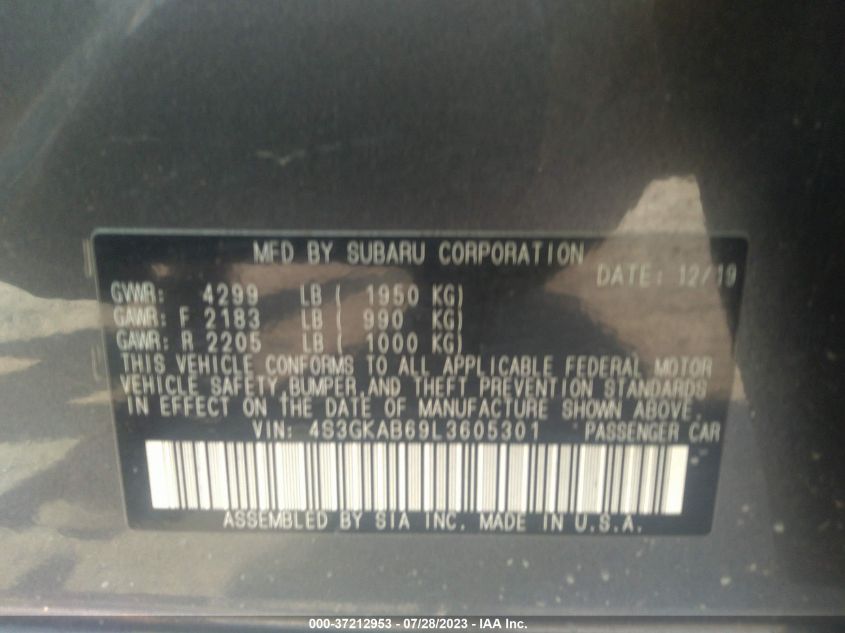 MFD BY SUBARU CORPORATION
DATE: 12/19
GVWR: 4299 LB ( 1950 KG)
GAWR: F 2183 LB ( 990 KG)
GAWR: R 2205 LB ( 1000 KG)
THIS VEHICLE CONFORMS TO ALL APPLICABLE FEDERAL MOTOR
VEHICLE SAFETY,BUMPER,AND THEFT PREVENTION STANDARDS
IN EFFECT ON THE DATE OF MANUFACTURE SHOWN ABOVE.
VIN: 4S3GKAB69L3605301 PASSENGER CAR
ASSEMBLED BY SIA INC. MADE IN U.S.A.
000-37212953 - 07/28/2023 - IAA Inc.